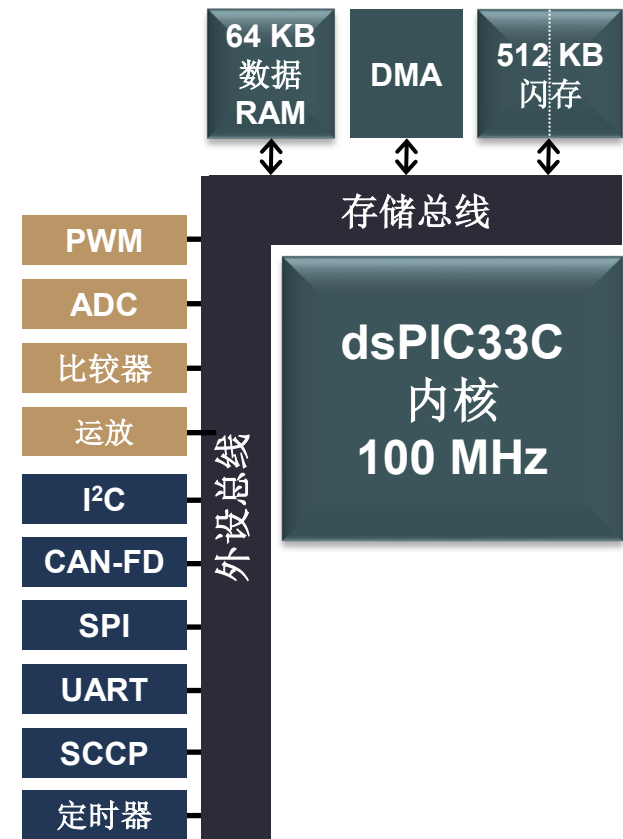 64 KB
数据
RAM
DMA
512 KB
闪存
存储总线
PWM
ADC
比较器
运放
I²C
CAN-FD
SPI
UART
SCCP
定时器
外设总线
dsPIC33C
内核
100 MHz